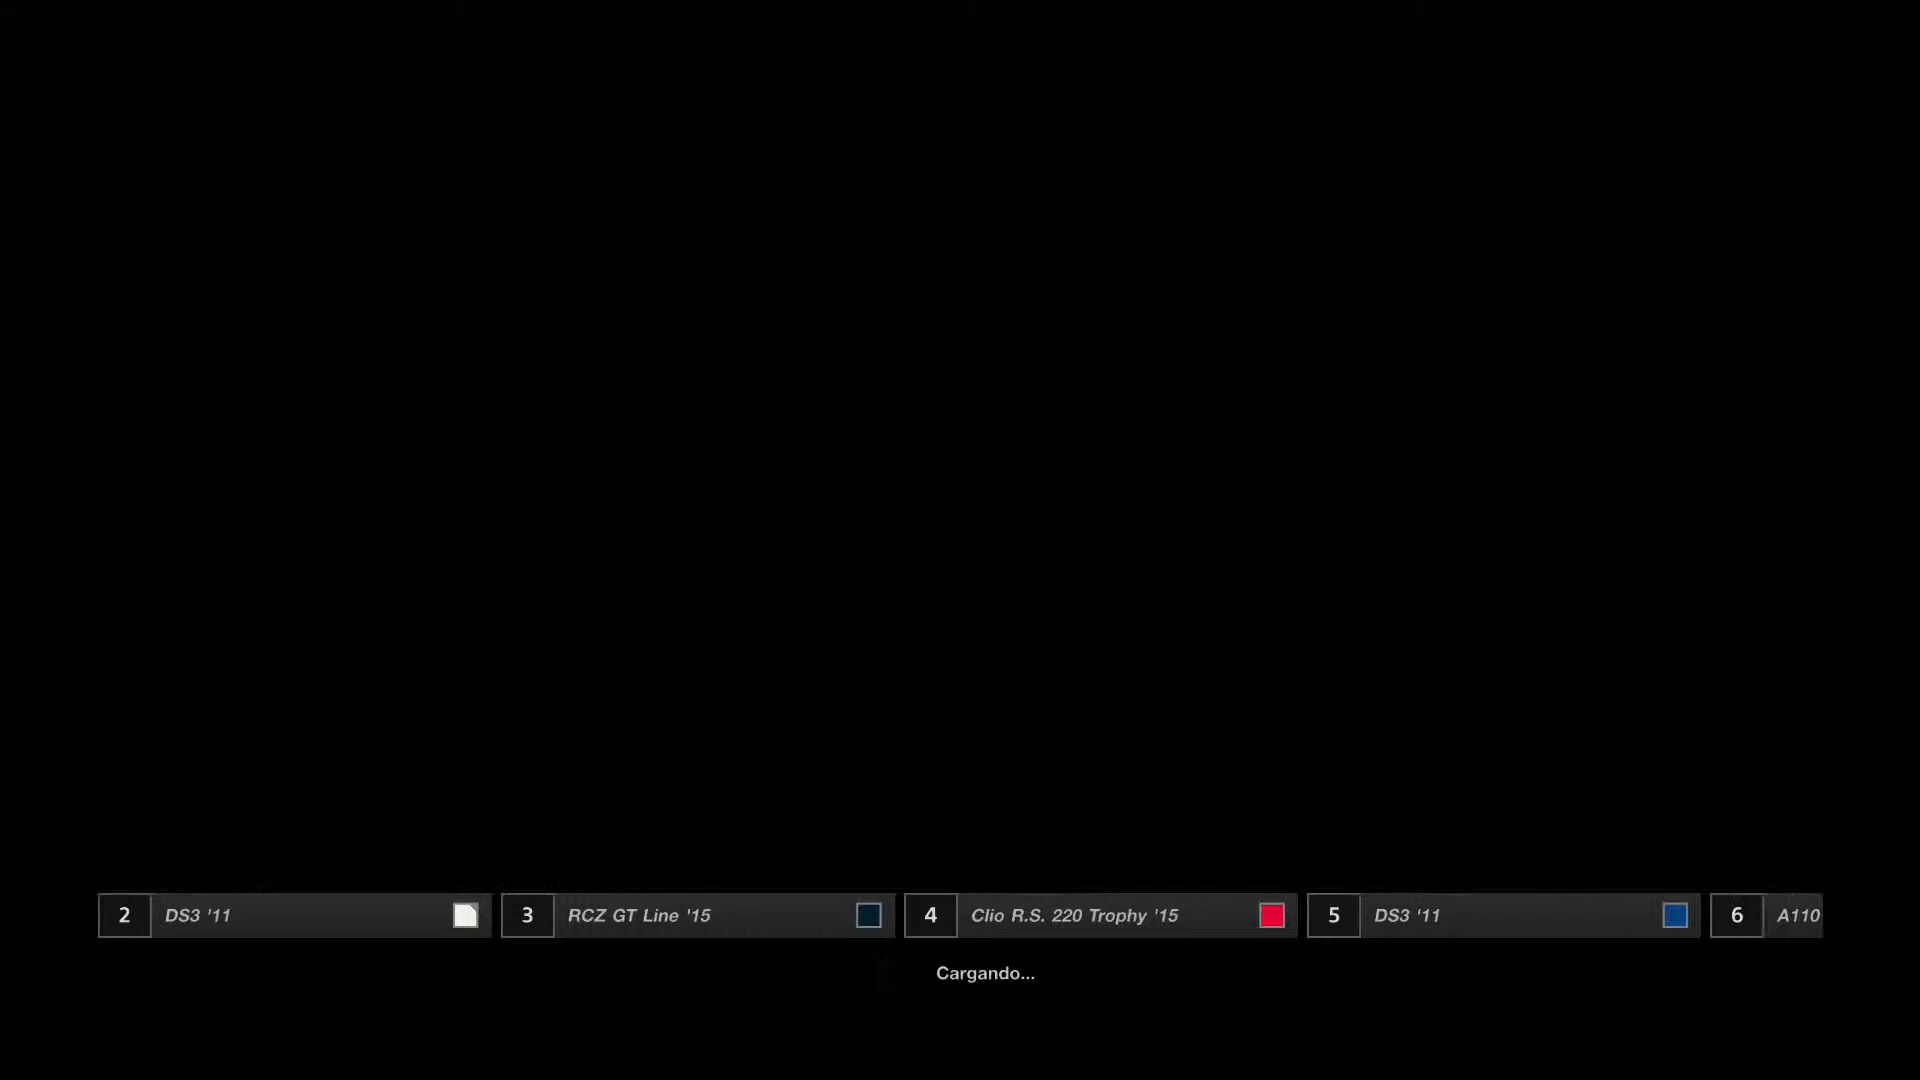 2 DS3 '11 3 RCZ GT Line '15 4 Clio R.S. 220 Trophy '15 5 DS3 '11 6 A110
Cargando...